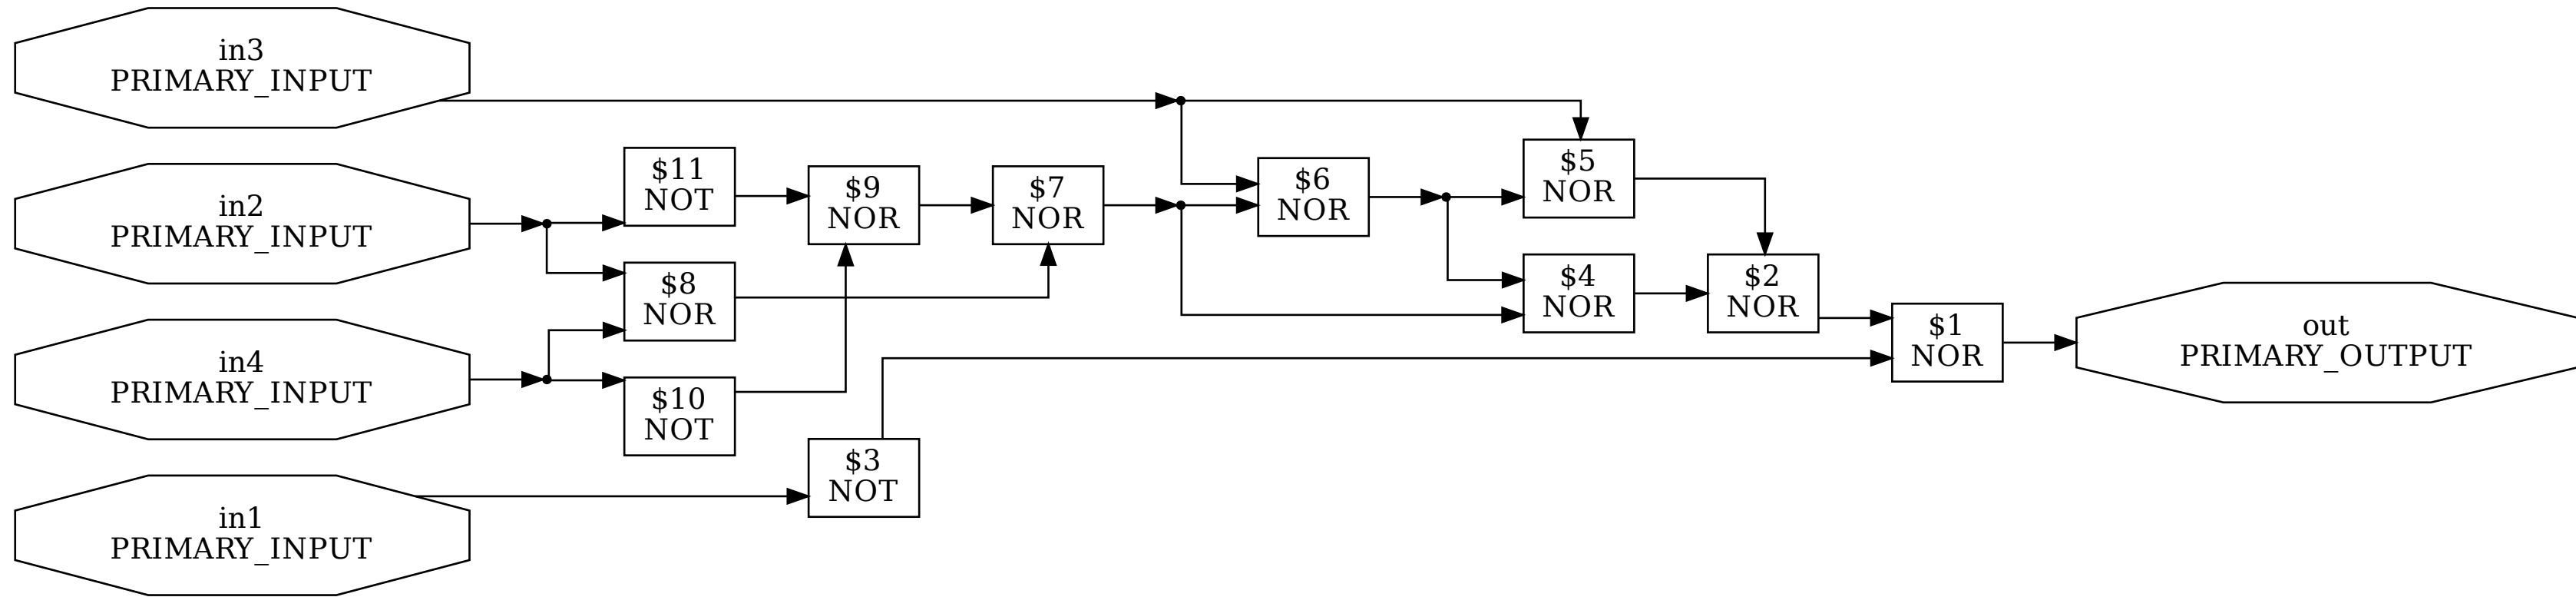 in3
PRIMARY_INPUT
in2
PRIMARY_INPUT
in4
PRIMARY_INPUT
in1
PRIMARY_INPUT
$11
NOT
$8
NOR
$10
NOT
$9
NOR
$3
NOT
$7
NOR
$6
NOR
$5
NOR
$4
NOR
$2
NOR
$1
NOR
out
PRIMARY_OUTPUT